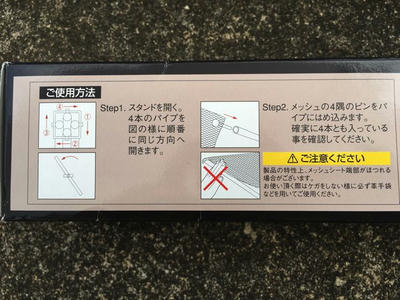 ご使用方法
Step1. スタンドを開く。
4本のパイプを
図の様に順番
に同じ方向へ
開きます。
Step2. メッシュの4隅のピンをパ
イプにはめ込みます。
確実に4本とも入っている
事を確認してください。
ご注意ください
製品の特性上、メッシュシート端部がほつれる
場合がございます。
お使い頂く際はケガをしない様に必ず革手袋
などを用いてご使用ください。